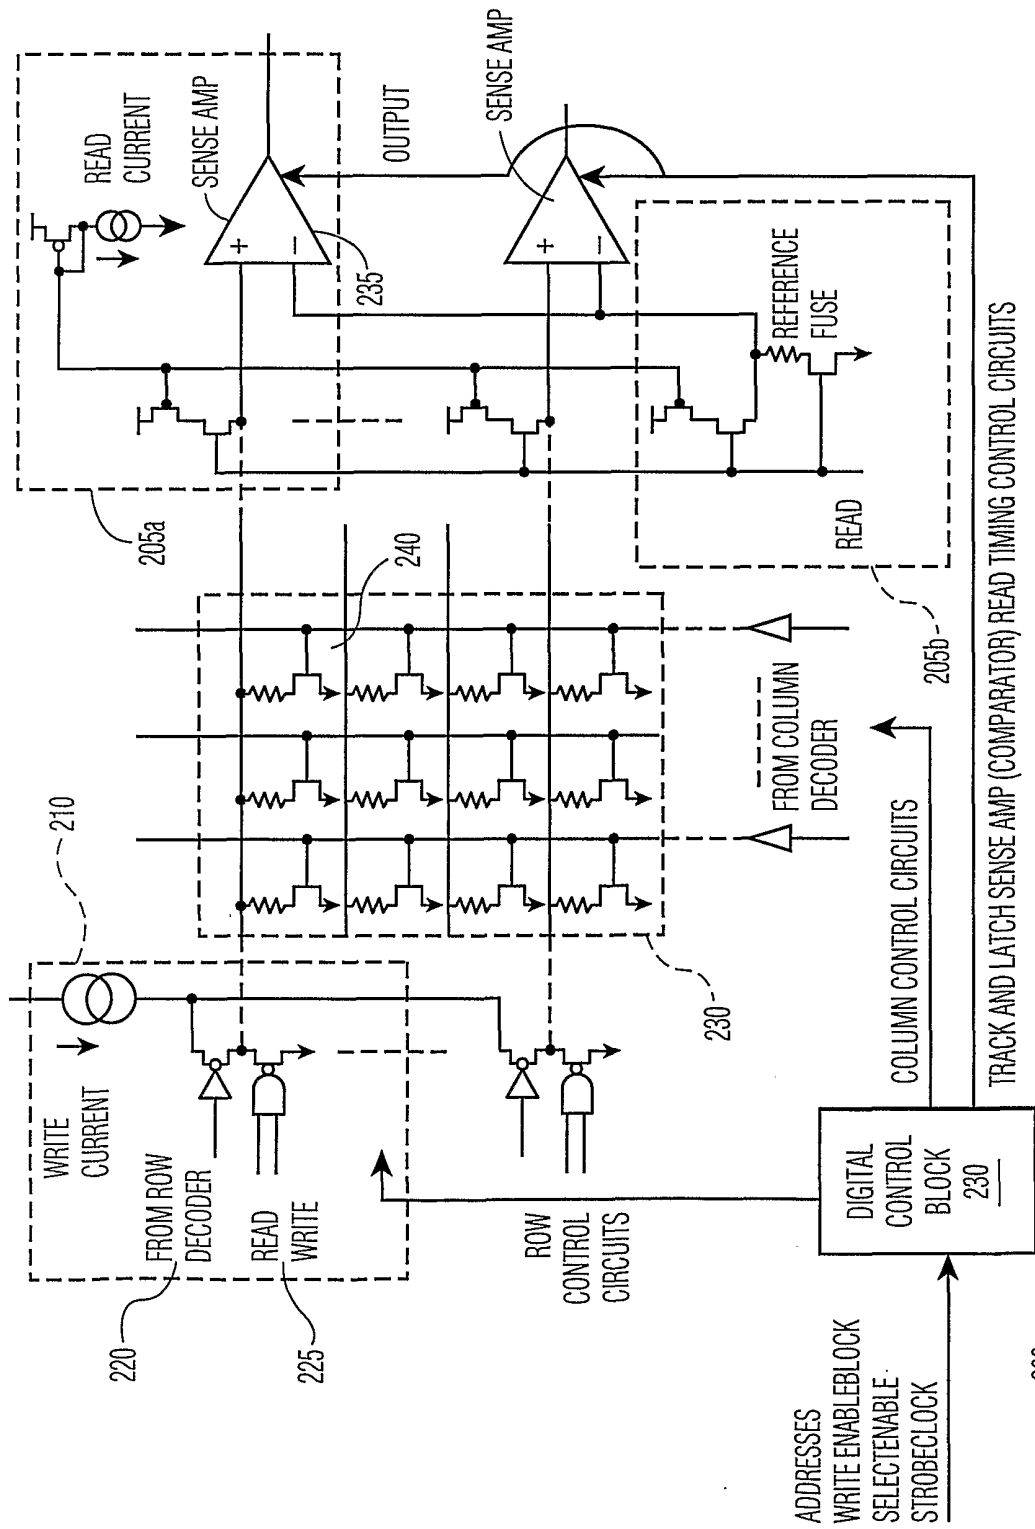 210
WRITE
CURRENT
FROM ROW
DECODER
READ
WRITE
220
225
ROW
CONTROL
CIRCUITS
230
240
FROM COLUMN
DECODER
205a
READ
CURRENT
SENSE AMP
+
−
235
OUTPUT
SENSE AMP
+
−
REFERENCE
FUSE
READ
205b
COLUMN CONTROL CIRCUITS
TRACK AND LATCH SENSE AMP (COMPARATOR) READ TIMING CONTROL CIRCUITS
DIGITAL
CONTROL
BLOCK
230
ADDRESSES
WRITE ENABLEBLOCK
SELECTENABLE
STROBECLOCK